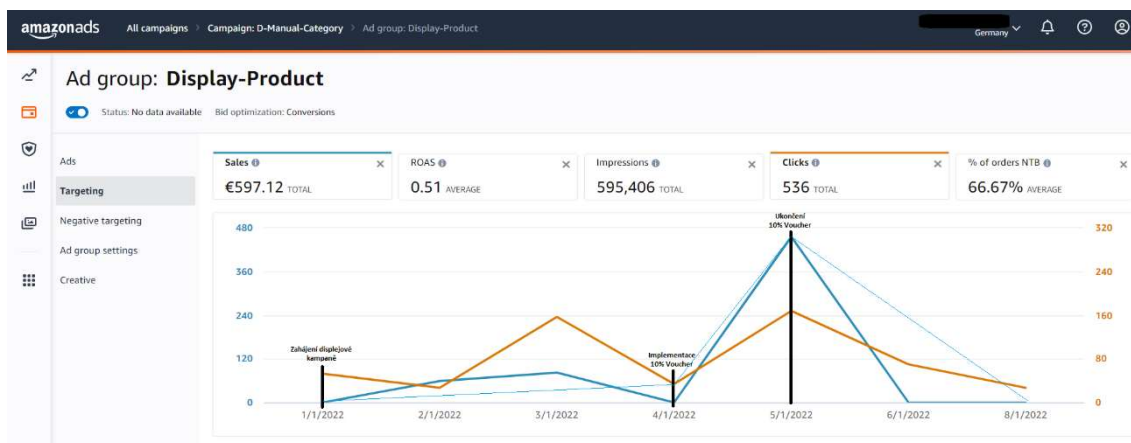 amazonads All campaigns Campaign: D-Manual-Category Ad group: Display-Product Germany
Ad group: Display-Product
Status: No data available Bid optimization: Conversions
Ads
Targeting
Negative targeting
Ad group settings
Creative
Sales ROAS Impressions Clicks % of orders NTB
€597.12 TOTAL 0.51 AVERAGE 595,406 TOTAL 536 TOTAL 66.67% AVERAGE
Ukončení
10% Voucher
480 320
360 240
240 160
Zahájení displejové
kampaně
Implementace
10% Voucher
120 80
0 0
1/1/2022 2/1/2022 3/1/2022 4/1/2022 5/1/2022 6/1/2022 8/1/2022